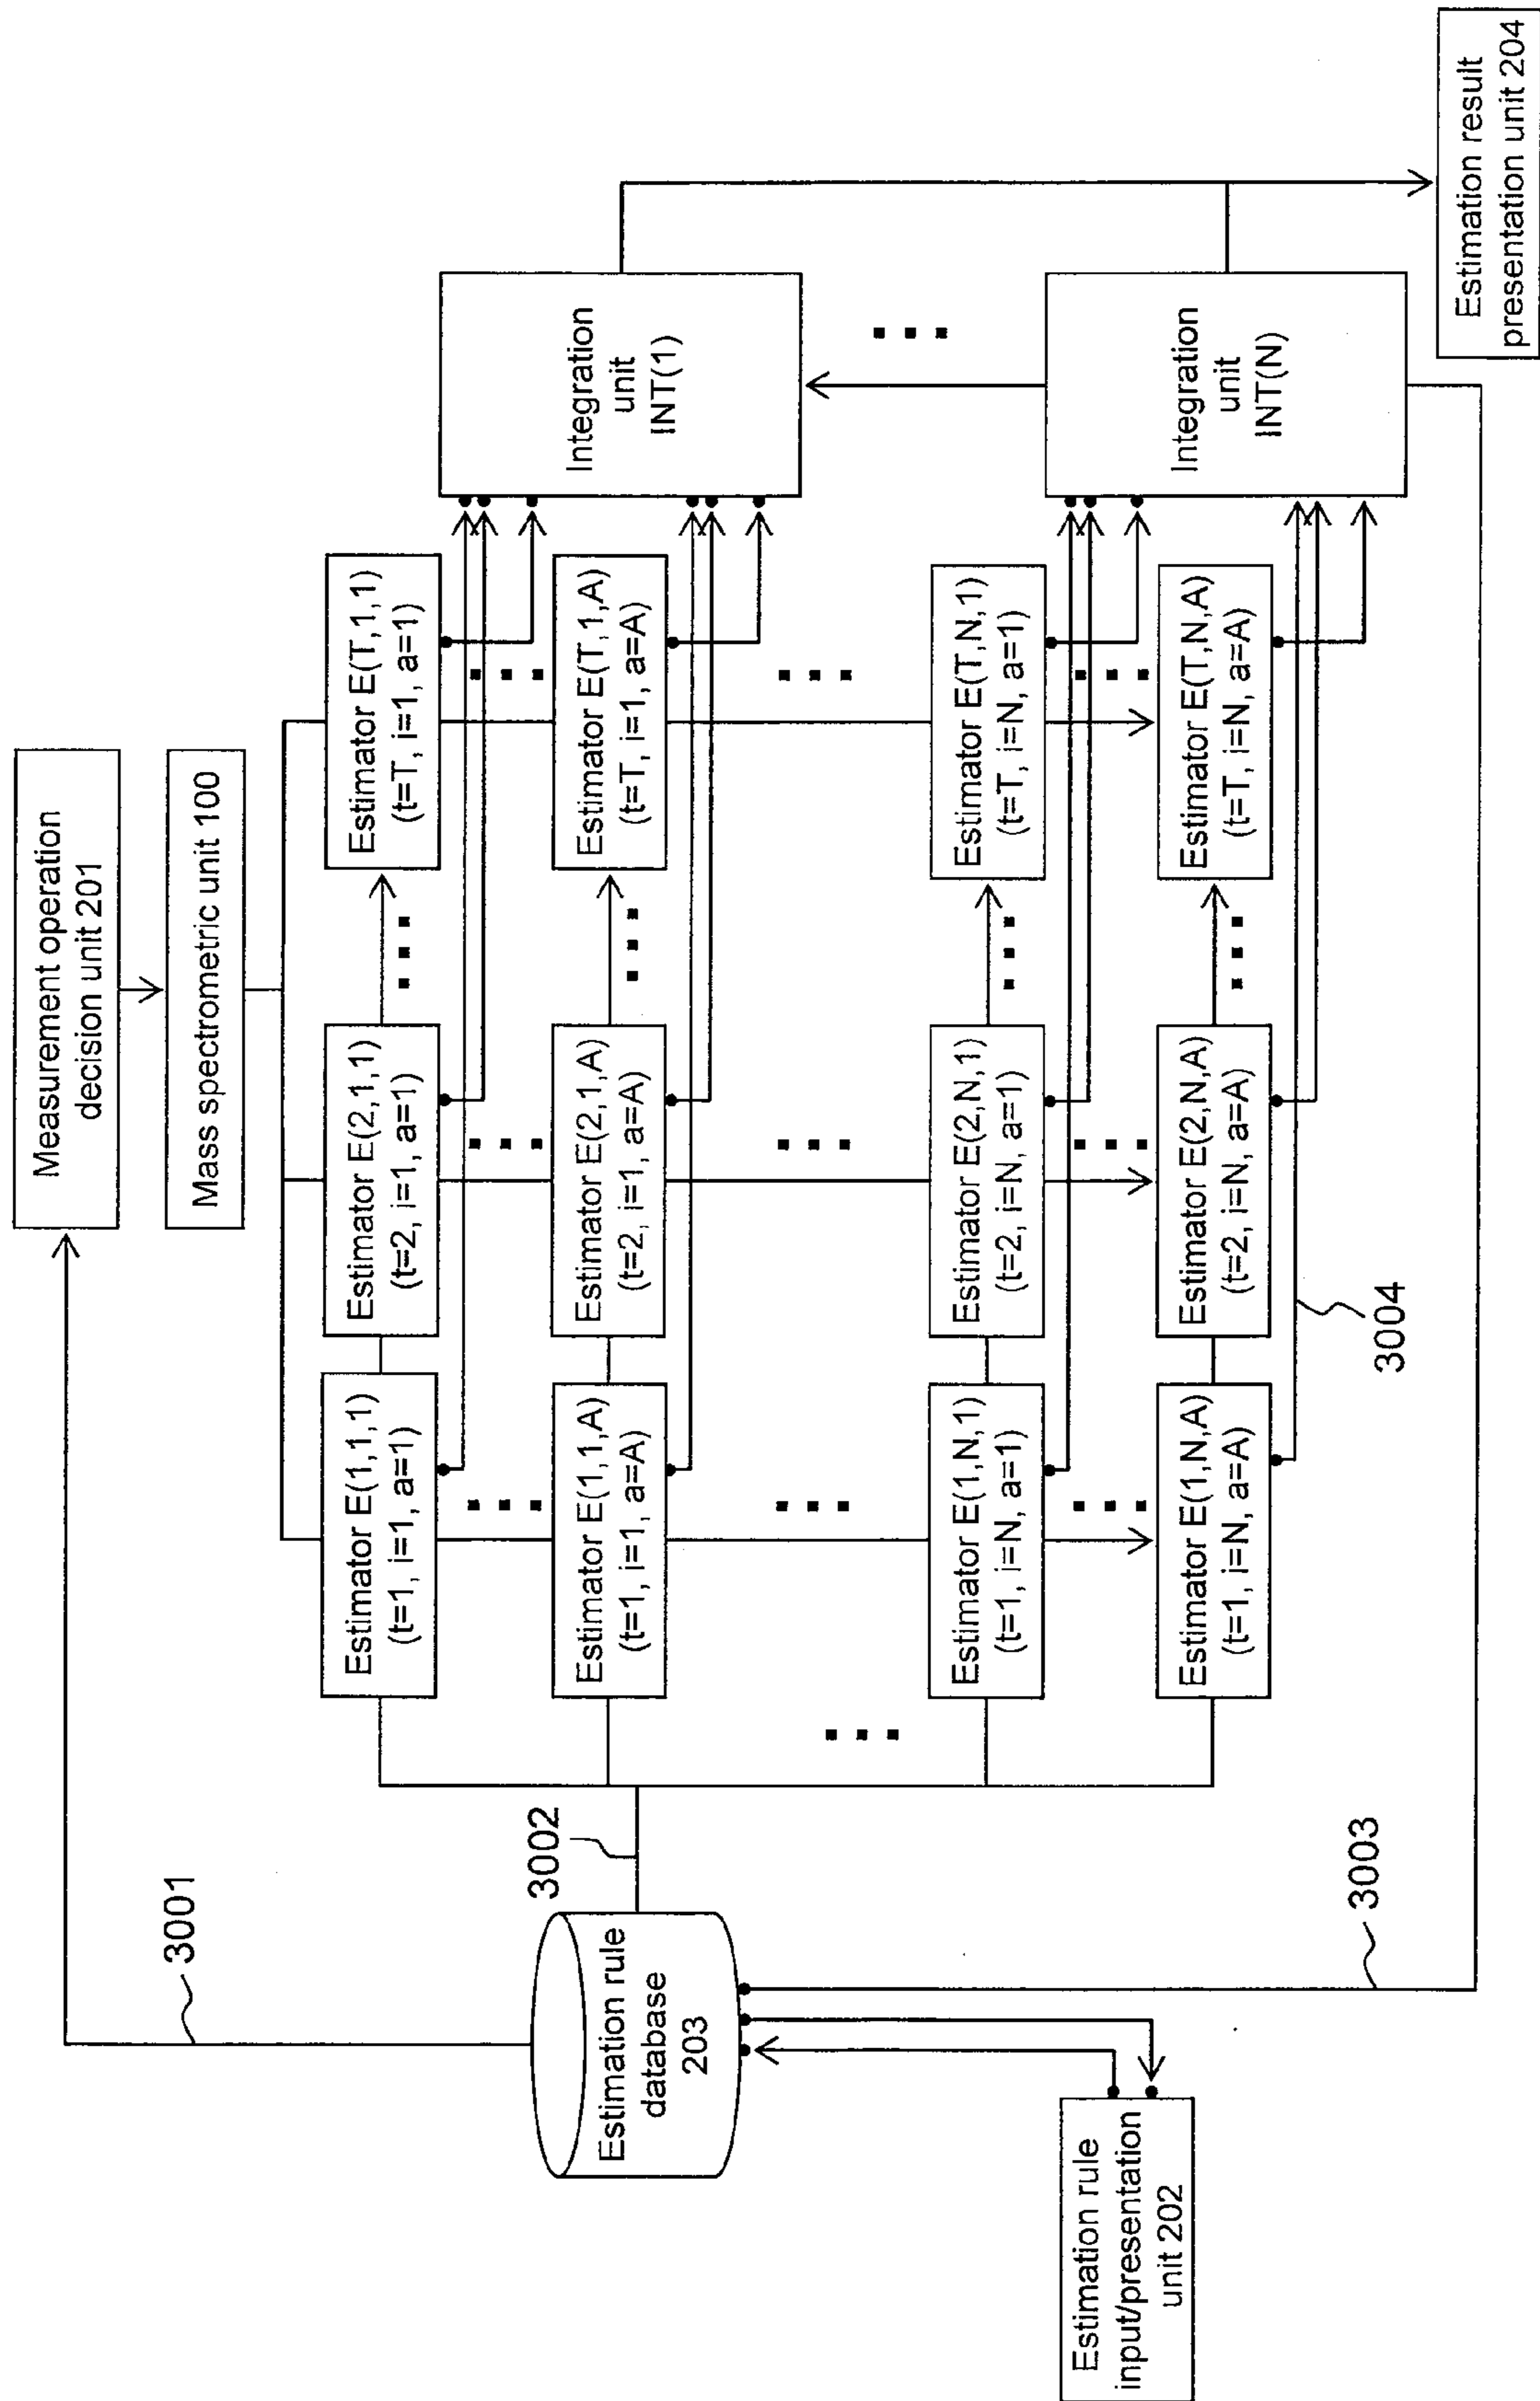 Measurement operation
decision unit 201
Mass spectrometric unit 100
3001
Estimator E(1,1,1)
(t=1, i=1, a=1)
Estimator E(2,1,1)
(t=2, i=1, a=1)
Estimator E(T,1,1)
(t=T, i=1, a=1)
Estimator E(1,1,A)
(t=1, i=1, a=A)
Estimator E(2,1,A)
(t=2, i=1, a=A)
Estimator E(T,1,A)
(t=T, i=1, a=A)
Integration
unit
INT(1)
3002
Estimation rule
database
203
Estimator E(1,N,1)
(t=1, i=N, a=1)
Estimator E(2,N,1)
(t=2, i=N, a=1)
Estimator E(T,N,1)
(t=T, i=N, a=1)
Estimator E(1,N,A)
(t=1, i=N, a=A)
Estimator E(2,N,A)
(t=2, i=N, a=A)
Estimator E(T,N,A)
(t=T, i=N, a=A)
Integration
unit
INT(N)
Estimation rule
input/presentation
unit 202
3003
3004
Estimation result
presentation unit 204